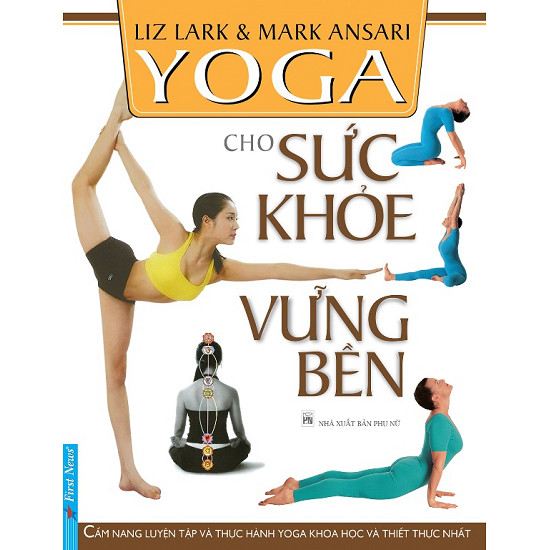 LIZ LARK & MARK ANSARI
YOGA
CHO SỨC
KHỎE
VỮNG
BỀN
PN
NHÀ XUẤT BẢN PHỤ NỮ
First News
CẨM NANG LUYỆN TẬP VÀ THỰC HÀNH YOGA KHOA HỌC VÀ THIẾT THỰC NHẤT